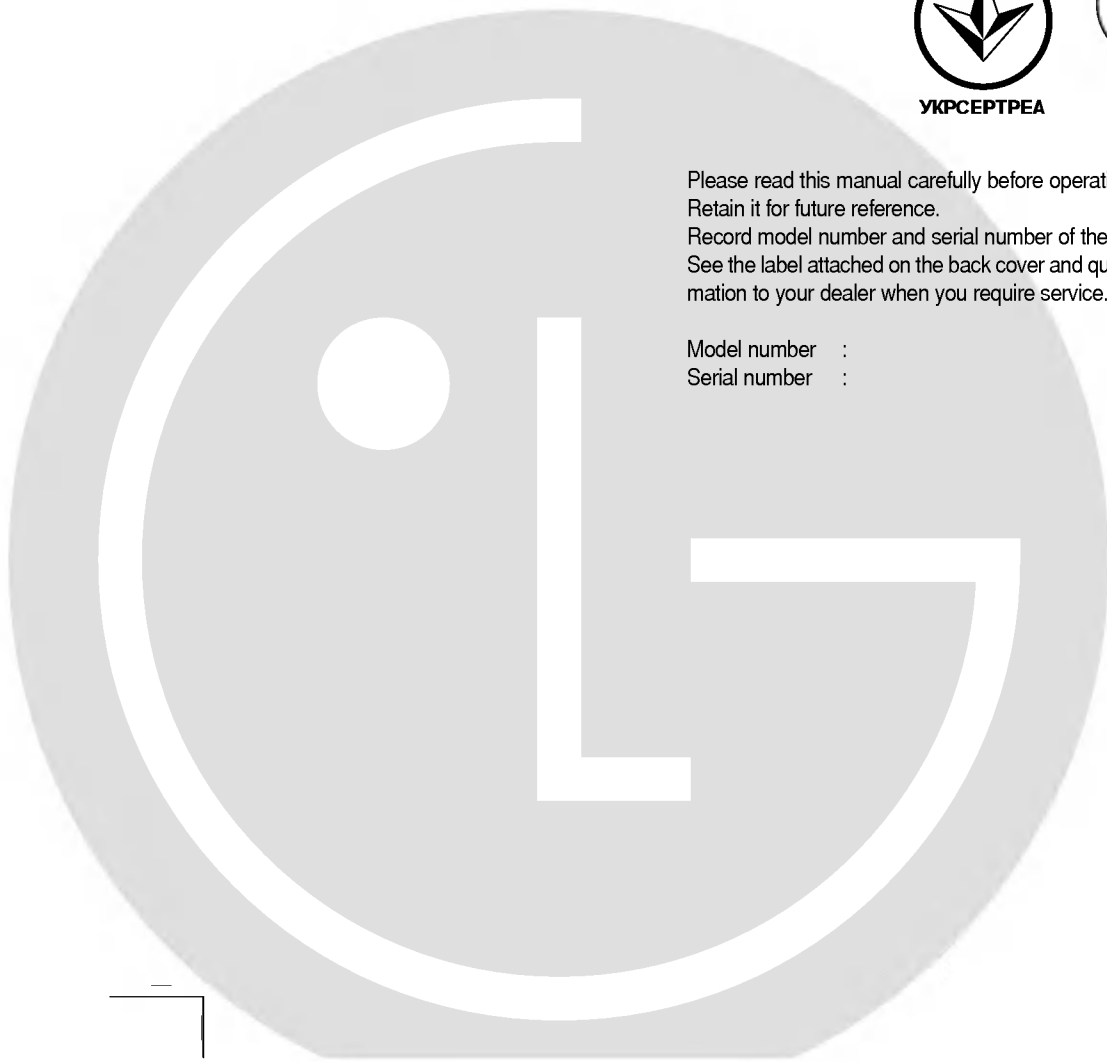 УКРСЕРТРЕА
Please read this manual carefully before
Retain it for future reference.
Record model number and serial number of the
See the label attached on the back cover and
mation to your dealer when you require service.
Model number :
Serial number :